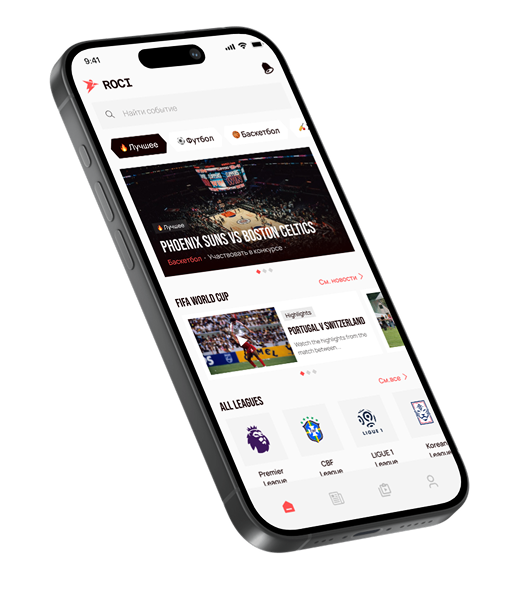 9:41
ROCI
Найти событие
Лучшее
Футбол
Баскетбол
Лучшее
PHOENIX SUNS VS BOSTON CELTICS
Баскетбол · Участвовать в конкурсе ·
FIFA WORLD CUP
См. новости
Highlights
PORTUGAL V SWITZERLAND
Watch the highlights from the
match between...
ALL LEAGUES
См.все
LIGUE 1
Premier
League
CBF
League
LIGUE 1
League
Korean
League